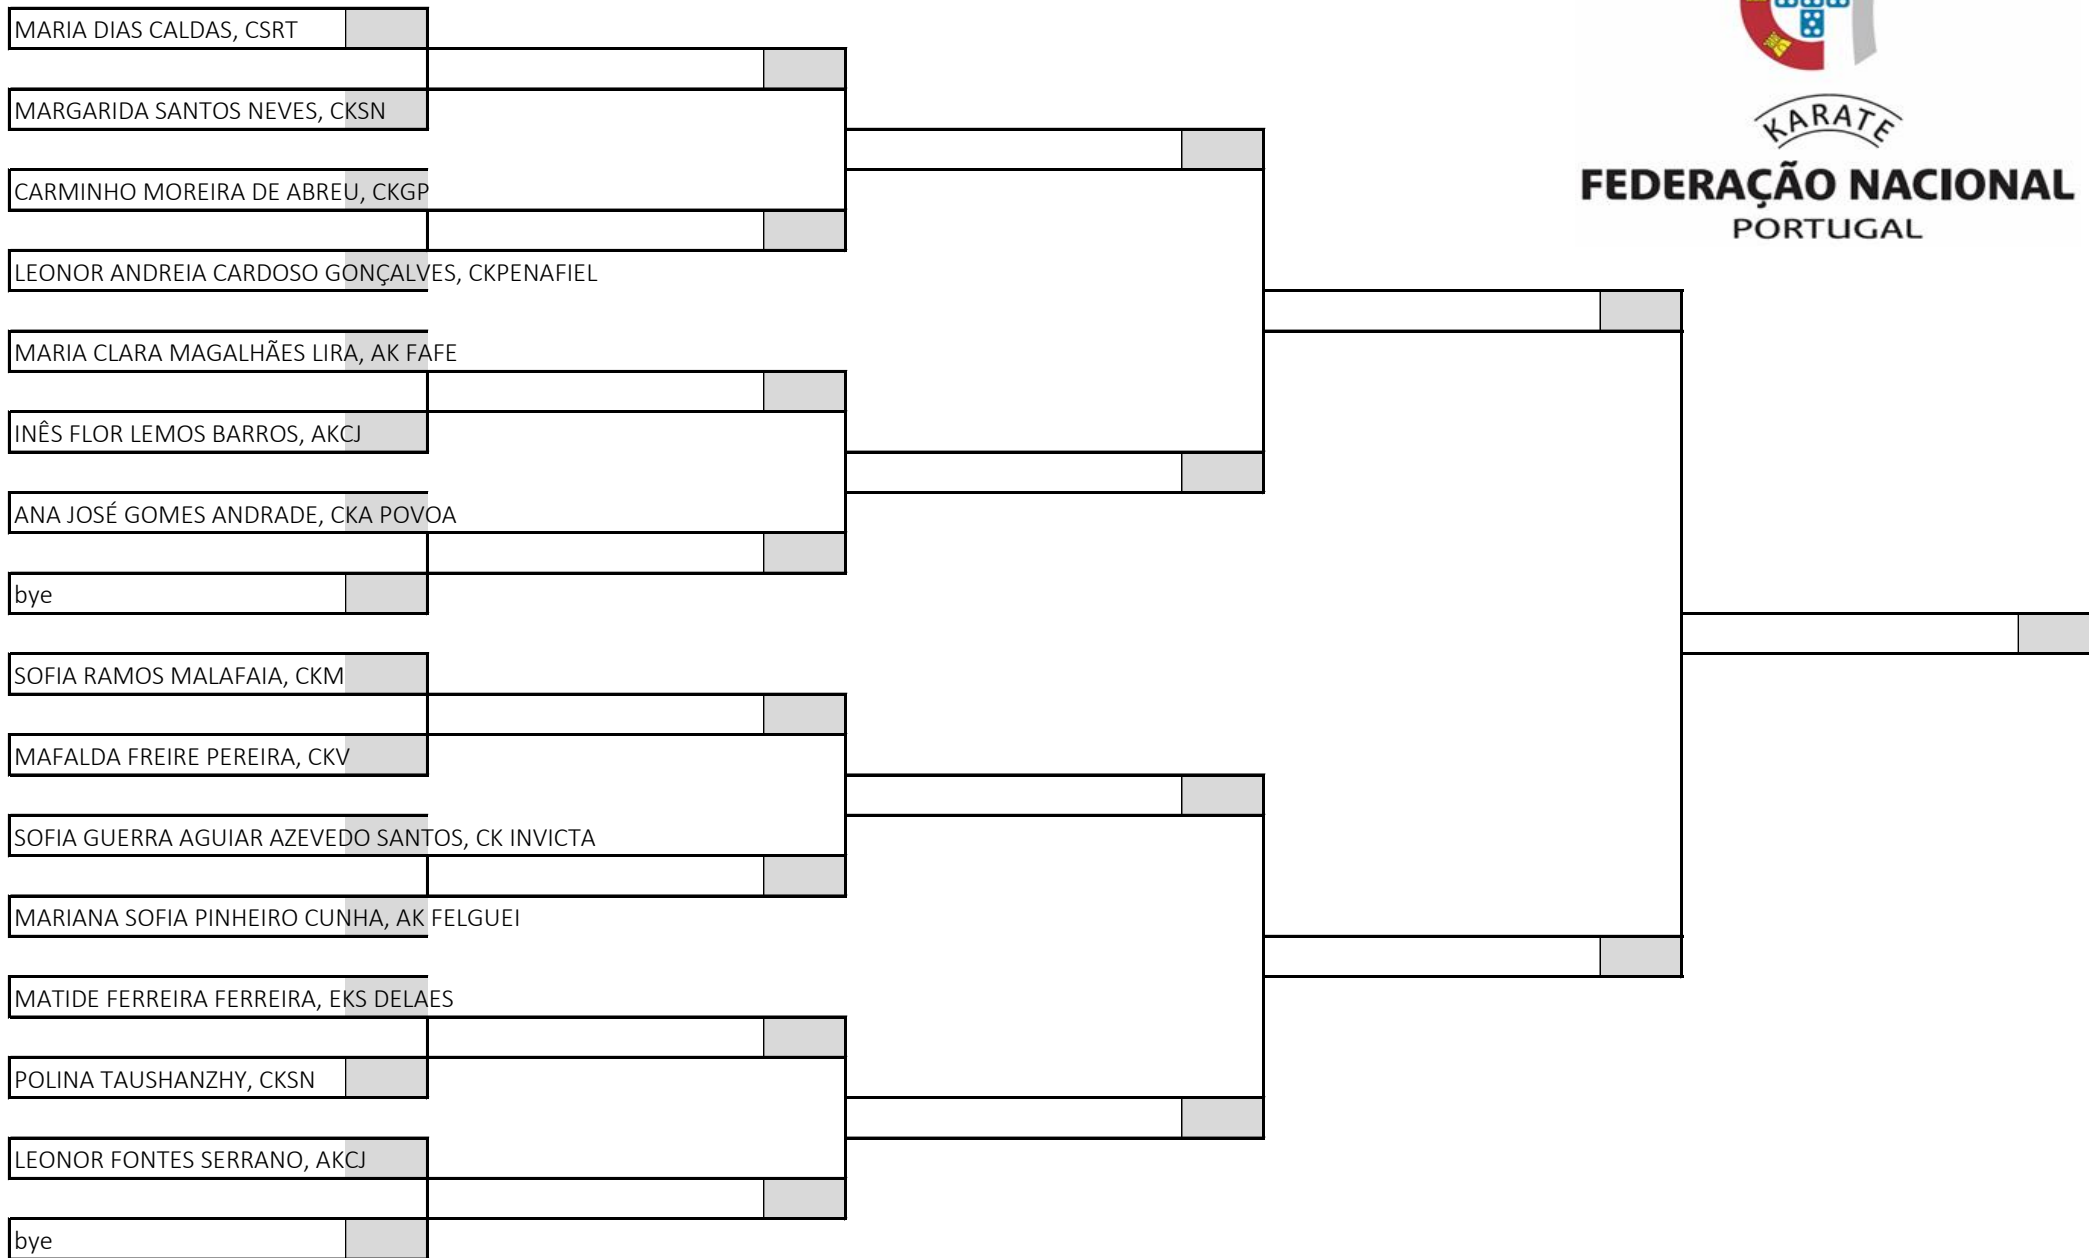 MARIA DIAS CALDAS, CSRT
MARGARIDA SANTOS NEVES, CKSN
CARMINHO MOREIRA DE ABREU, CKGP
LEONOR ANDREIA CARDOSO GONÇALVES, CKPENAFIEL
MARIA CLARA MAGALHÃES LIRA, AK FAFE
INÊS FLOR LEMOS BARROS, AKCJ
ANA JOSÉ GOMES ANDRADE, CKA POVOA
bye
SOFIA RAMOS MALAFAIA, CKM
MAFALDA FREIRE PEREIRA, CKV
SOFIA GUERRA AGUIAR AZEVEDO SANTOS, CK INVICTA
MARIANA SOFIA PINHEIRO CUNHA, AK FELGUEI
MATIDE FERREIRA FERREIRA, EKS DELAES
POLINA TAUSHANZHY, CKSN
LEONOR FONTES SERRANO, AKCJ
bye
KARATE
FEDERAÇÃO NACIONAL
PORTUGAL